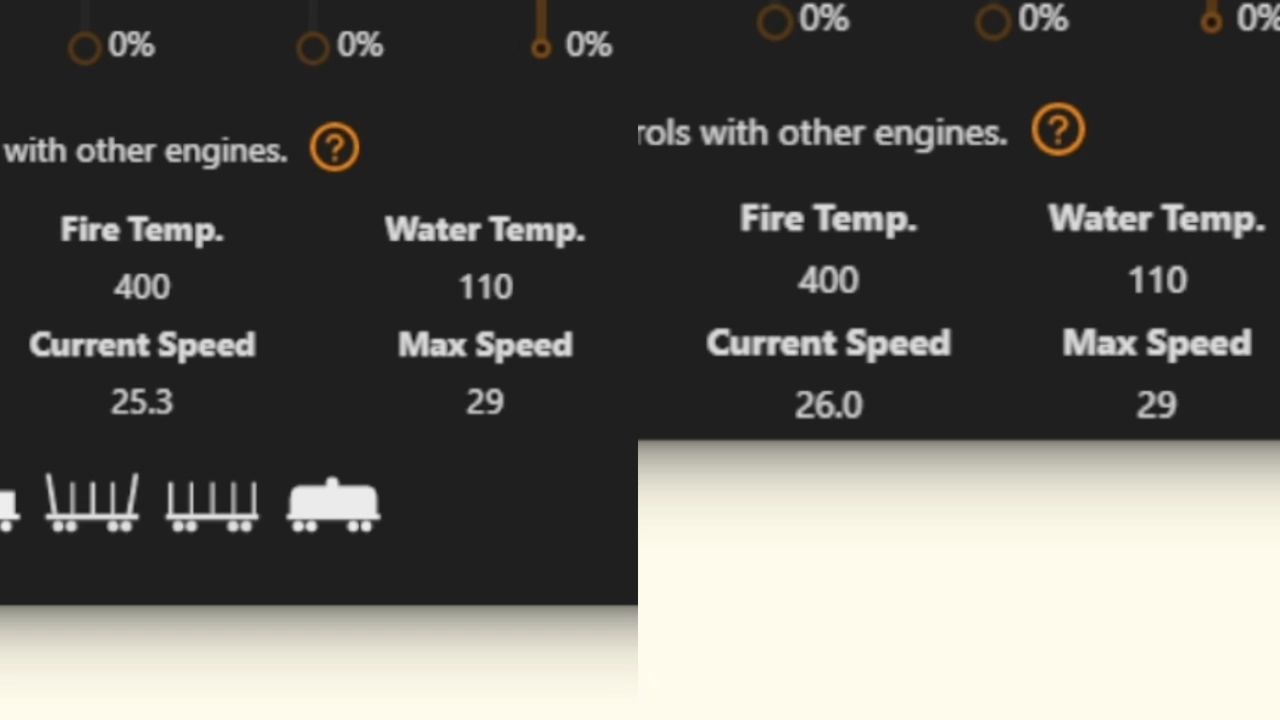 0% 0% 0%
with other engines. ?
Fire Temp. Water Temp.
400 110
Current Speed Max Speed
25.3 29
0% 0% 0%
rols with other engines. ?
Fire Temp. Water Temp.
400 110
Current Speed Max Speed
26.0 29